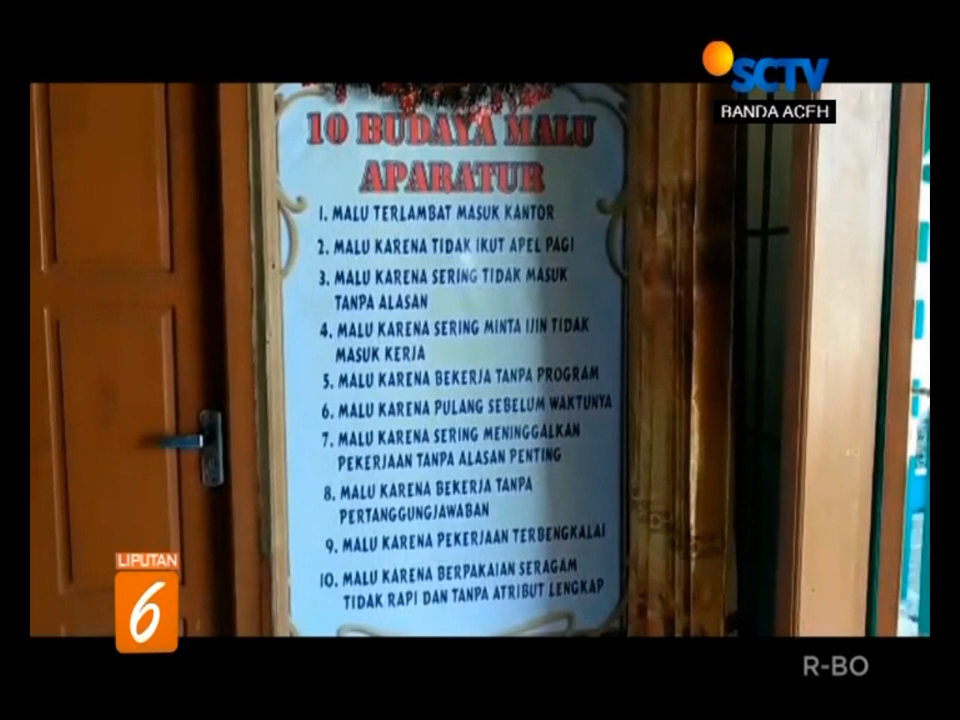 SCTV
BANDA ACEH
10 BUDAYA MALU
APARATUR
1. MALU TERLAMBAT MASUK KANTOR
2. MALU KARENA TIDAK IKUT APEL PAGI
3. MALU KARENA SERING TIDAK MASUK
TANPA ALASAN
4. MALU KARENA SERING MINTA IJIN TIDAK
MASUK KERJA
5. MALU KARENA BEKERJA TANPA PROGRAM
6. MALU KARENA PULANG SEBELUM WAKTUNYA
7. MALU KARENA SERING MENINGGALKAN
PEKERJAAN TANPA ALASAN PENTING
8. MALU KARENA BEKERJA TANPA
PERTANGGUNGJAWABAN
9. MALU KARENA PEKERJAAN TERBENGKALAI
10. MALU KARENA BERPAKAIAN SERAGAM
TIDAK RAPI DAN TANPA ATRIBUT LENGKAP
LIPUTAN
6
R-BO